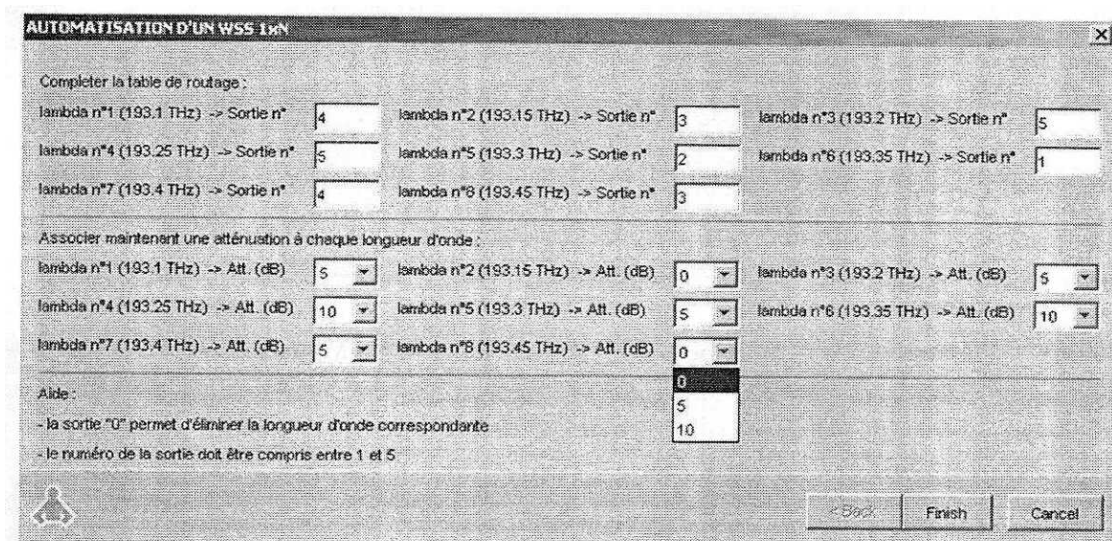 AUTOMATISATION D'UN WSS 1xN
Completer la table de routage :
lambda n°1 (193.1 THz) -> Sortie n° 4 lambda n°2 (193.15 THz) -> Sortie n° 3 lambda n°3 (193.2 THz) -> Sortie n° 5
lambda n°4 (193.25 THz) -> Sortie n° 5 lambda n°5 (193.3 THz) -> Sortie n° 2 lambda n°6 (193.35 THz) -> Sortie n° 1
lambda n°7 (193.4 THz) -> Sortie n° 4 lambda n°8 (193.45 THz) -> Sortie n° 3
Associer maintenant une atténuation à chaque longueur d'onde :
lambda n°1 (193.1 THz) -> Att. (dB) 5 lambda n°2 (193.15 THz) -> Att. (dB) 0 lambda n°3 (193.2 THz) -> Att. (dB) 5
lambda n°4 (193.25 THz) -> Att. (dB) 10 lambda n°5 (193.3 THz) -> Att. (dB) 5 lambda n°6 (193.35 THz) -> Att. (dB) 10
lambda n°7 (193.4 THz) -> Att. (dB) 5 lambda n°8 (193.45 THz) -> Att. (dB) 0
0
5
10
Aide :
- la sortie "0" permet d'éliminer la longueur d'onde correspondante
- le numéro de la sortie doit être compris entre 1 et 5
< Back Finish Cancel